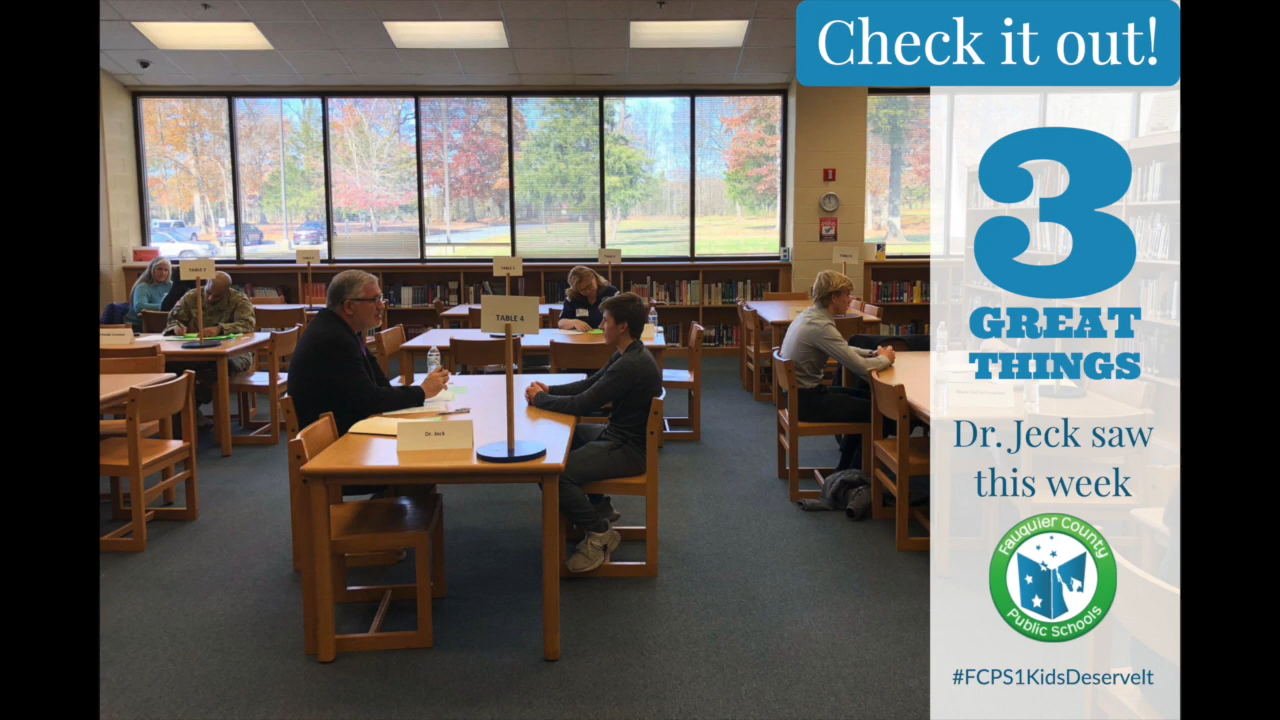 Check it out!
3
GREAT
THINGS
Dr. Jeck saw
this week
Fauquier County
Public Schools
#FCPS1KidsDeserveIt
TABLE 4
Dr. Jeck